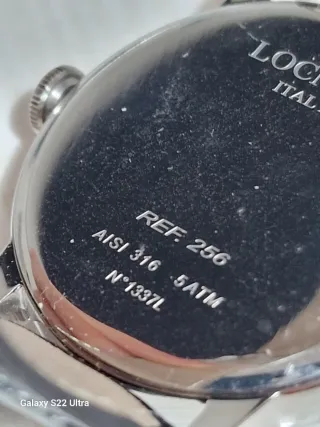 LOC
ITAL
REF. 256
AISI 316 5ATM
N°1337L
Galaxy S22 Ultra